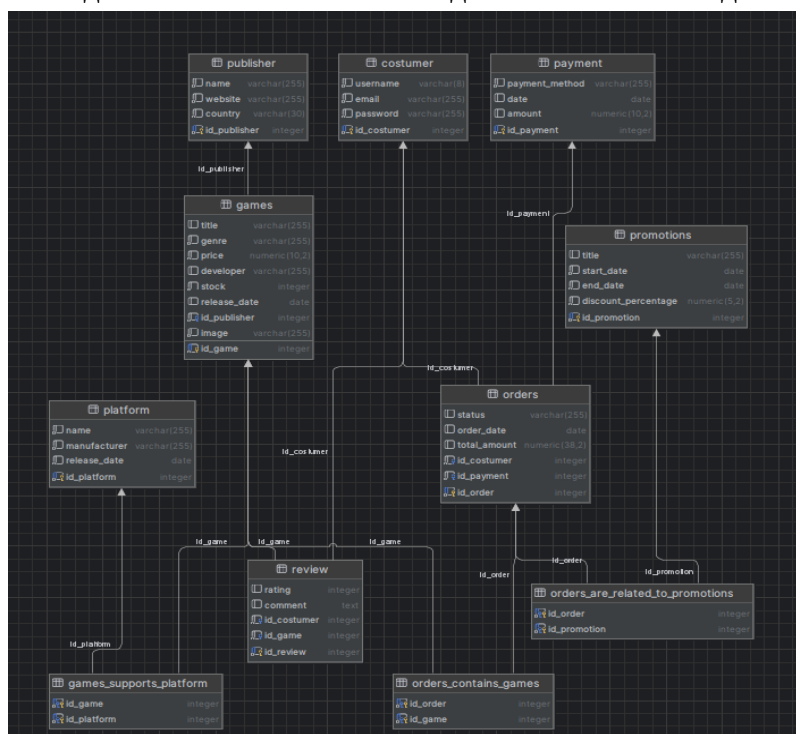 publisher
name varchar(255)
website varchar(255)
country varchar(30)
id_publisher integer
costumer
username varchar(8)
email varchar(255)
password varchar(255)
id_costumer integer
payment
payment_method varchar(255)
date date
amount numeric(10,2)
id_payment integer
id_publisher
games
title varchar(255)
genre varchar(255)
price numeric(10,2)
developer varchar(255)
stock integer
release_date date
id_publisher integer
image varchar(255)
id_game integer
id_payment
promotions
title varchar(255)
start_date date
end_date date
discount_percentage numeric(5,2)
id_promotion integer
id_costumer
platform
name varchar(255)
manufacturer varchar(255)
release_date date
id_platform integer
orders
status varchar(255)
order_date date
total_amount numeric(38,2)
id_costumer integer
id_payment integer
id_order integer
id_costumer
id_game
id_game
id_game
review
rating integer
comment text
id_costumer integer
id_game integer
id_review integer
id_order
id_order
id_promotion
orders_are_related_to_promotions
id_order integer
id_promotion integer
id_platform
games_supports_platform
id_game integer
id_platform integer
orders_contains_games
id_order integer
id_game integer